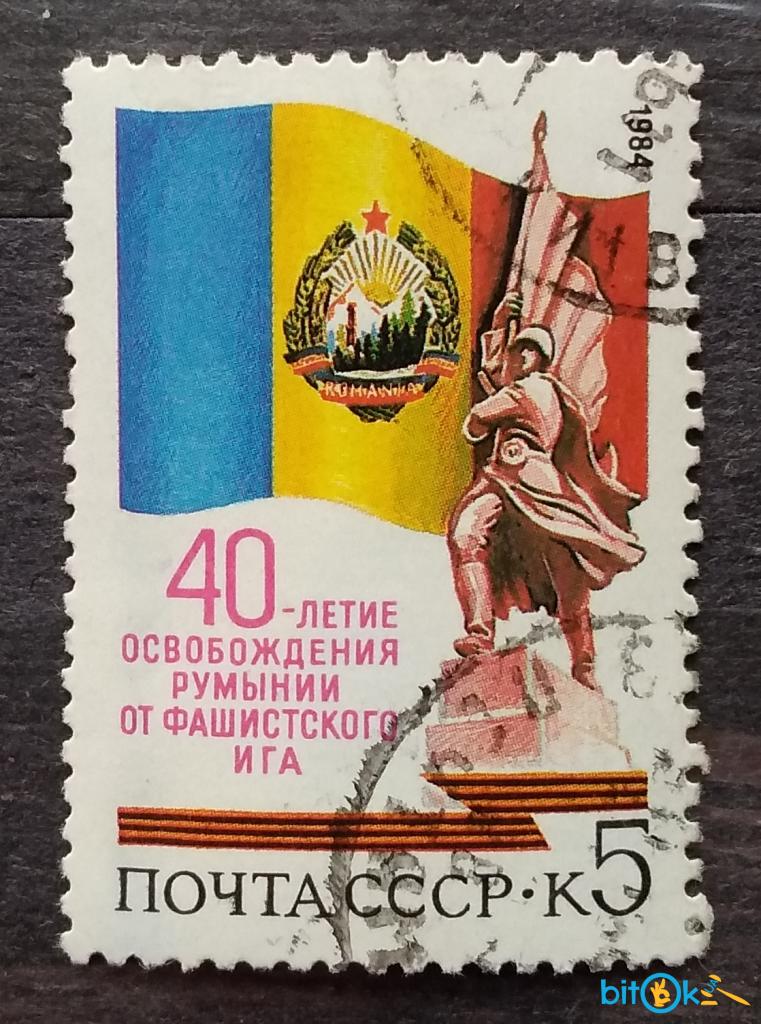 1984
ROMANIA
40-ЛЕТИЕ
ОСВОБОЖДЕНИЯ
РУМЫНИИ
ОТ ФАШИСТСКОГО
ИГА
ПОЧТА СССР·К5
bitok